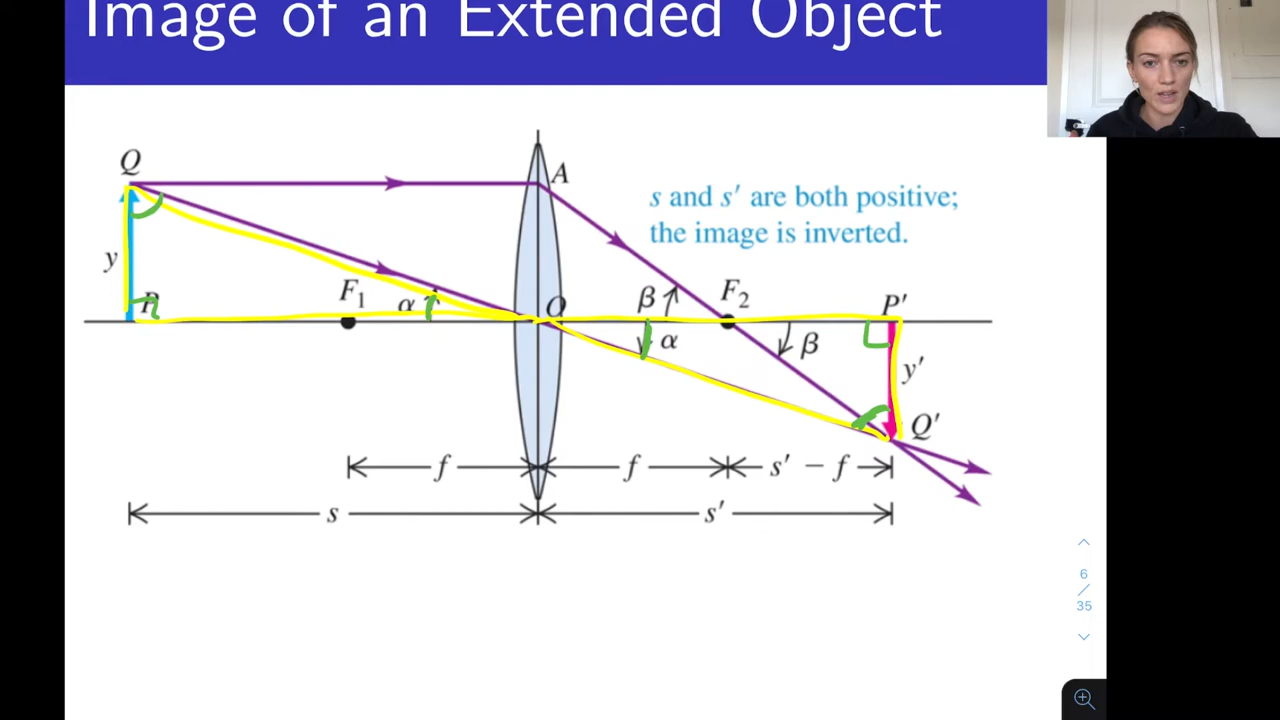 Image of an Extended Object
Q
A
s and s′ are both positive;
the image is inverted.
y
F₁
α
O
β
F₂
P′
α
β
y′
Q′
f
f
s′ − f
s
s′
6
/
35